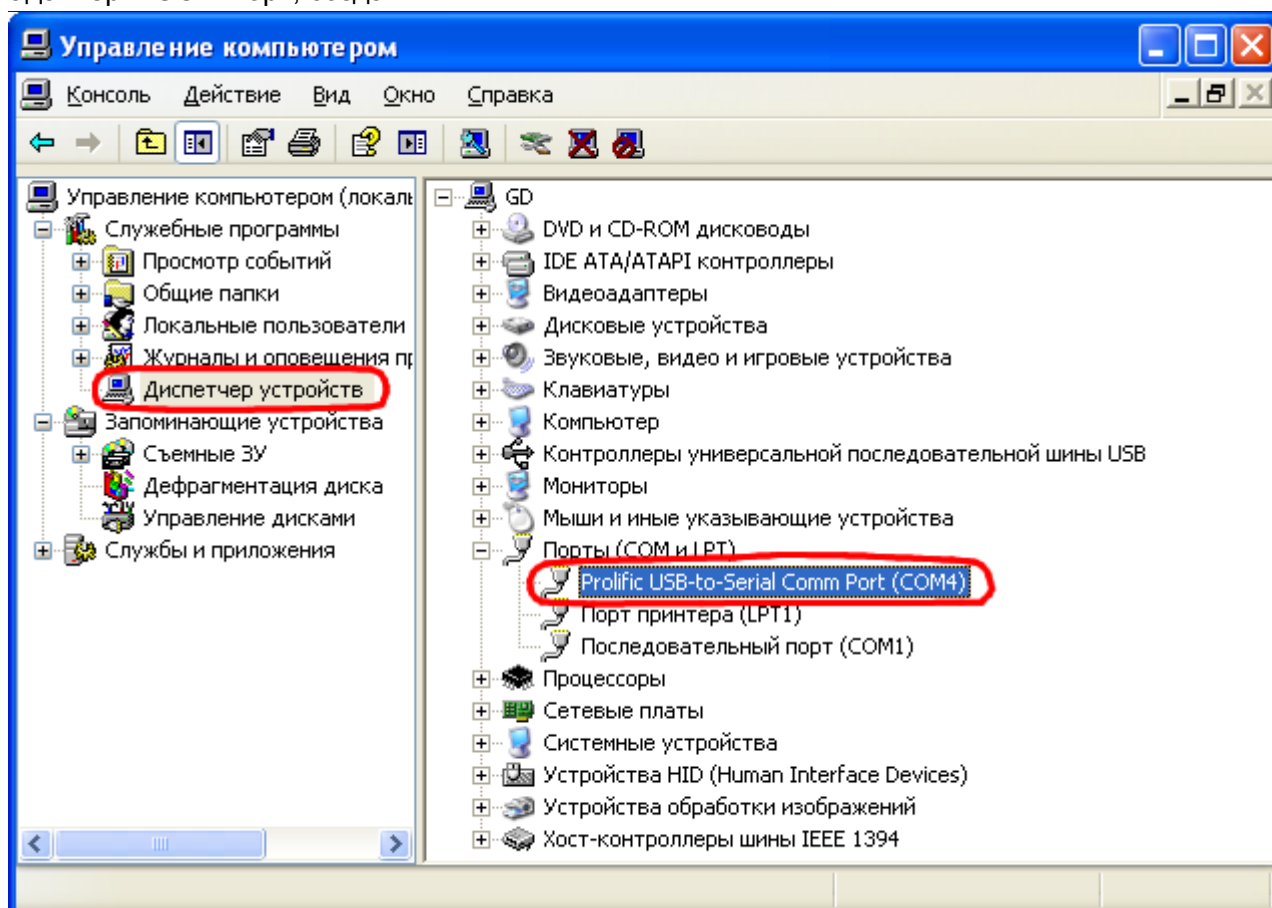 Управление компьютером
Консоль Действие Вид Окно Справка
Управление компьютером (локаль
Служебные программы
Просмотр событий
Общие папки
Локальные пользователи
Журналы и оповещения пр
Диспетчер устройств
Запоминающие устройства
Съемные ЗУ
Дефрагментация диска
Управление дисками
Службы и приложения
GD
DVD и CD-ROM дисководы
IDE ATA/ATAPI контроллеры
Видеоадаптеры
Дисковые устройства
Звуковые, видео и игровые устройства
Клавиатуры
Компьютер
Контроллеры универсальной последовательной шины USB
Мониторы
Мыши и иные указывающие устройства
Порты (COM и LPT)
Prolific USB-to-Serial Comm Port (COM4)
Порт принтера (LPT1)
Последовательный порт (COM1)
Процессоры
Сетевые платы
Системные устройства
Устройства HID (Human Interface Devices)
Устройства обработки изображений
Хост-контроллеры шины IEEE 1394